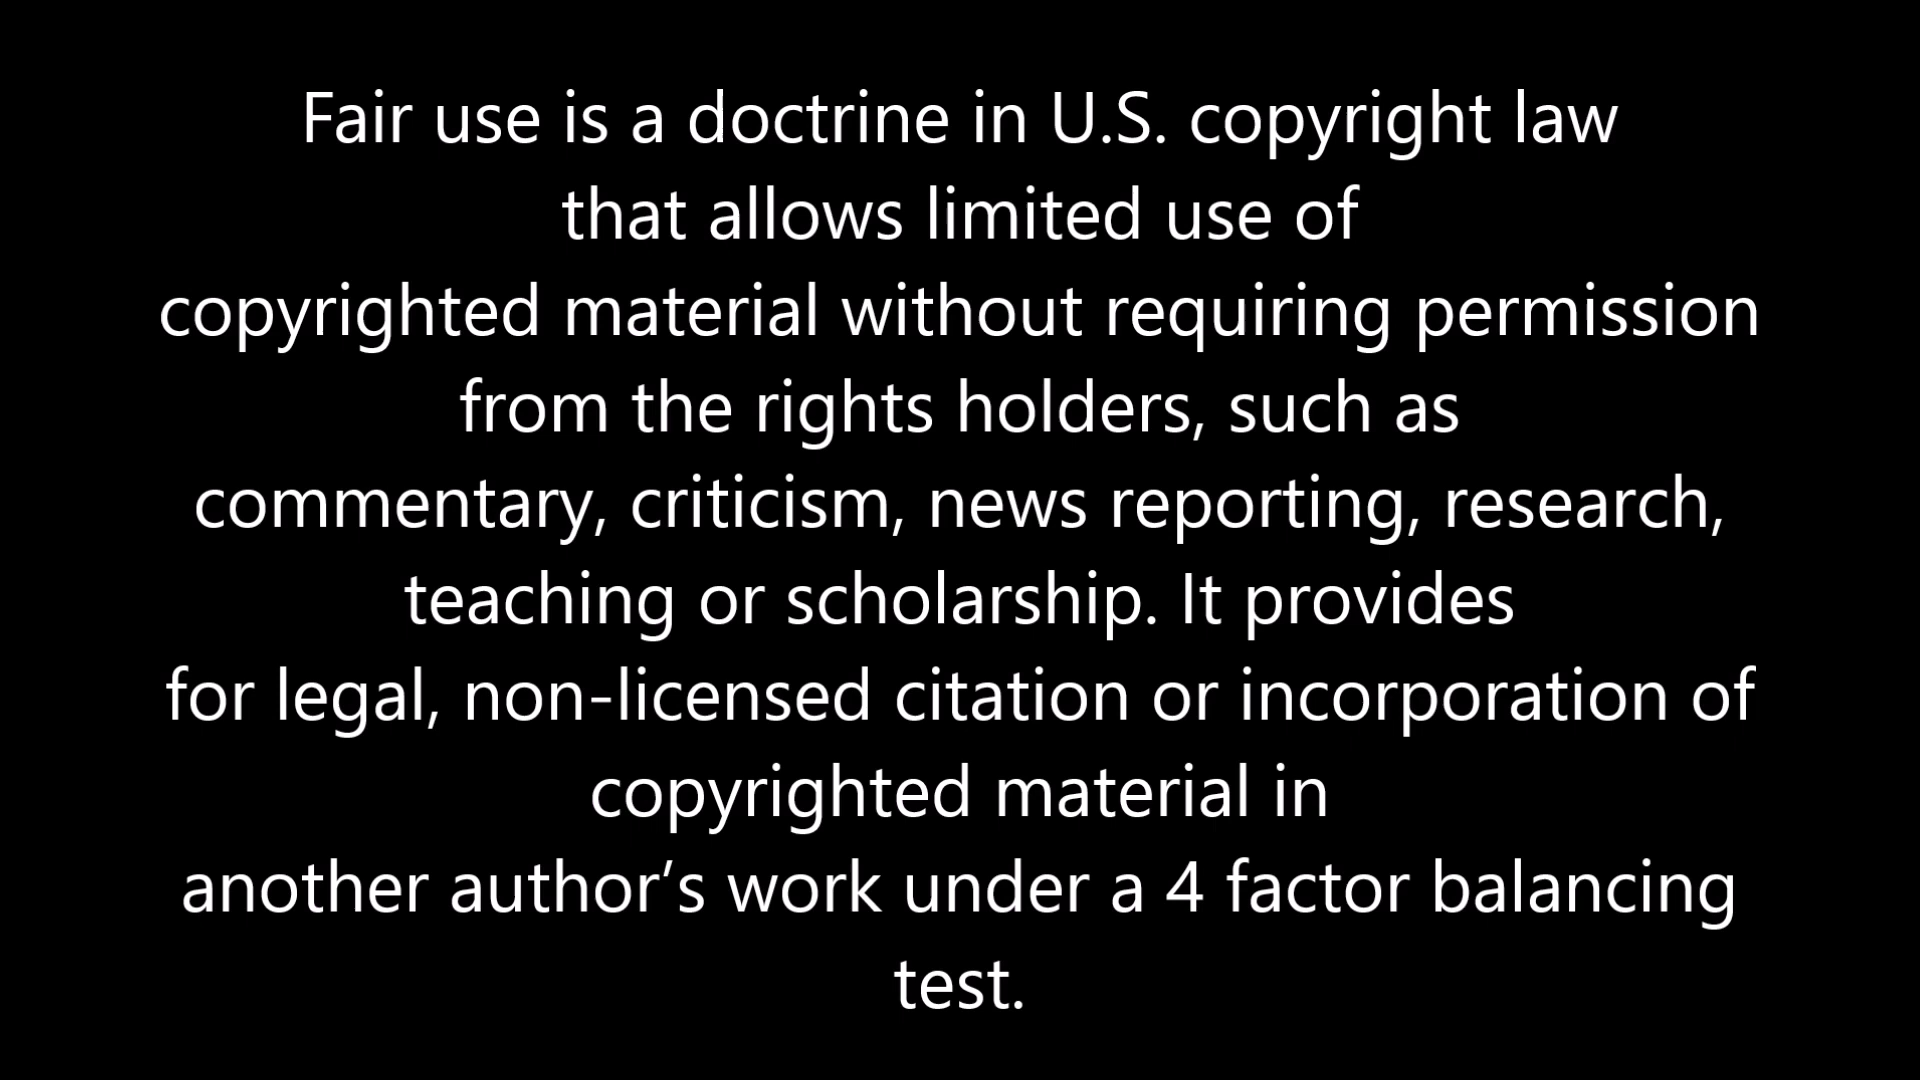 Fair use is a doctrine in U.S. copyright law
that allows limited use of
copyrighted material without requiring permission
from the rights holders, such as
commentary, criticism, news reporting, research,
teaching or scholarship. It provides
for legal, non-licensed citation or incorporation of
copyrighted material in
another author’s work under a 4 factor balancing
test.